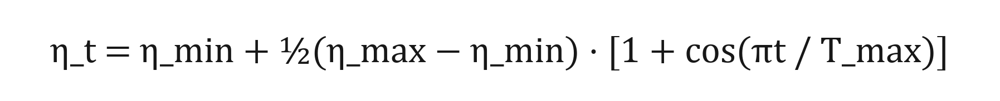 η_t = η_min + ½(η_max − η_min) · [1 + cos(πt / T_max)]